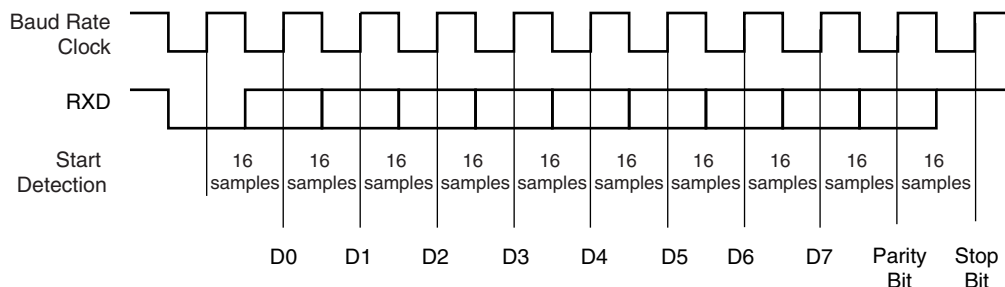 Baud Rate
Clock
RXD
Start
Detection
16 16 16 16 16 16 16 16 16 16
samples samples samples samples samples samples samples samples samples samples
D0 D1 D2 D3 D4 D5 D6 D7 Parity Stop
Bit Bit